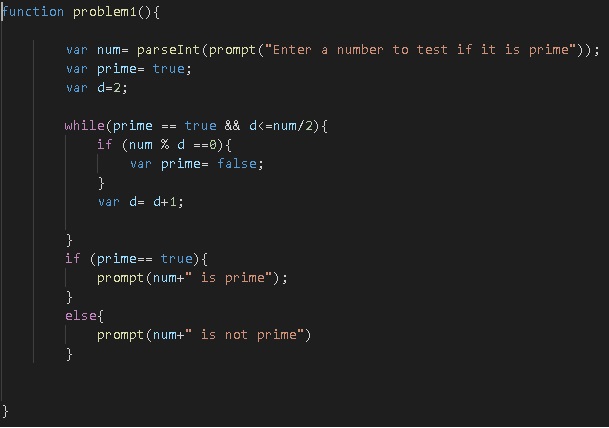 function problem1(){
var num= parseInt(prompt("Enter a number to test if it is prime"));
var prime= true;
var d=2;
while(prime == true && d<=num/2){
if (num % d ==0){
var prime= false;
}
var d= d+1;
}
if (prime== true){
prompt(num+" is prime");
}
else{
prompt(num+" is not prime")
}
}